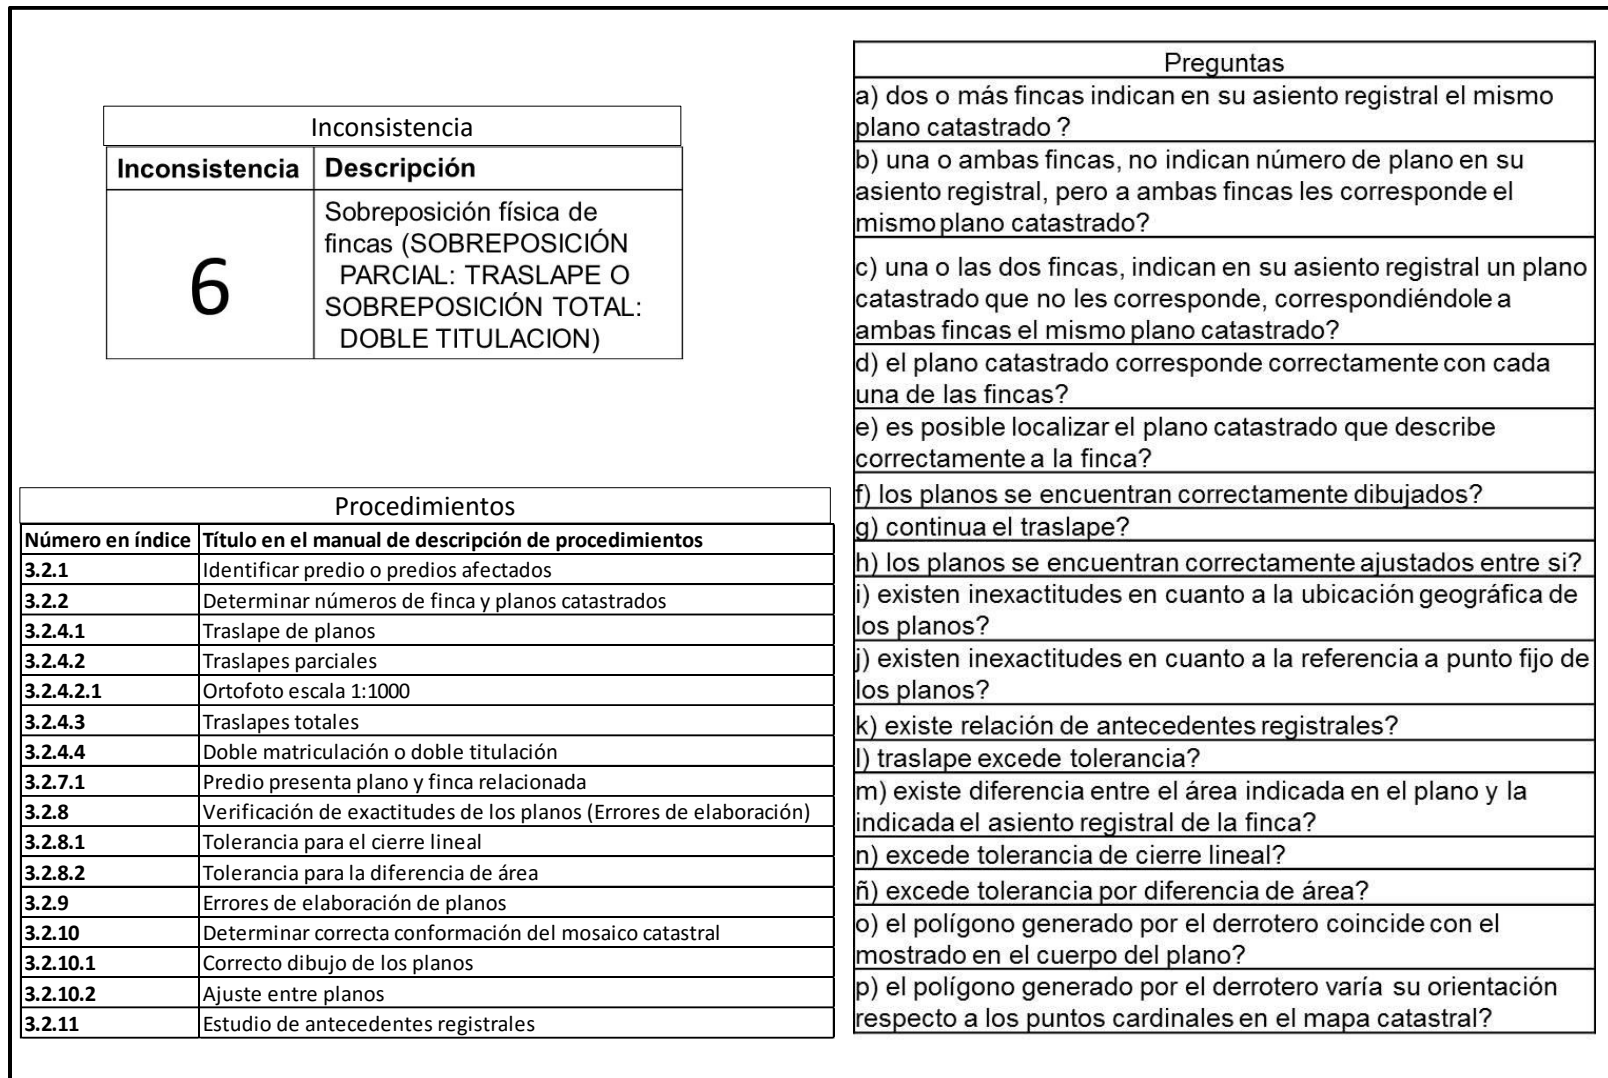 Inconsistencia
Inconsistencia Descripción
6
Sobreposición física de
fincas (SOBREPOSICIÓN
PARCIAL: TRASLAPE O
SOBREPOSICIÓN TOTAL:
DOBLE TITULACION)
Procedimientos
Número en índice Título en el manual de descripción de procedimientos
3.2.1 Identificar predio o predios afectados
3.2.2 Determinar números de finca y planos catastrados
3.2.4.1 Traslape de planos
3.2.4.2 Traslapes parciales
3.2.4.2.1 Ortofoto escala 1:1000
3.2.4.3 Traslapes totales
3.2.4.4 Doble matriculación o doble titulación
3.2.7.1 Predio presenta plano y finca relacionada
3.2.8 Verificación de exactitudes de los planos (Errores de elaboración)
3.2.8.1 Tolerancia para el cierre lineal
3.2.8.2 Tolerancia para la diferencia de área
3.2.9 Errores de elaboración de planos
3.2.10 Determinar correcta conformación del mosaico catastral
3.2.10.1 Correcto dibujo de los planos
3.2.10.2 Ajuste entre planos
3.2.11 Estudio de antecedentes registrales
Preguntas
a) dos o más fincas indican en su asiento registral el mismo
plano catastrado ?
b) una o ambas fincas, no indican número de plano en su
asiento registral, pero a ambas fincas les corresponde el
mismo plano catastrado?
c) una o las dos fincas, indican en su asiento registral un plano
catastrado que no les corresponde, correspondiéndole a
ambas fincas el mismo plano catastrado?
d) el plano catastrado corresponde correctamente con cada
una de las fincas?
e) es posible localizar el plano catastrado que describe
correctamente a la finca?
f) los planos se encuentran correctamente dibujados?
g) continua el traslape?
h) los planos se encuentran correctamente ajustados entre si?
i) existen inexactitudes en cuanto a la ubicación geográfica de
los planos?
j) existen inexactitudes en cuanto a la referencia a punto fijo de
los planos?
k) existe relación de antecedentes registrales?
l) traslape excede tolerancia?
m) existe diferencia entre el área indicada en el plano y la
indicada el asiento registral de la finca?
n) excede tolerancia de cierre lineal?
ñ) excede tolerancia por diferencia de área?
o) el polígono generado por el derrotero coincide con el
mostrado en el cuerpo del plano?
p) el polígono generado por el derrotero varía su orientación
respecto a los puntos cardinales en el mapa catastral?